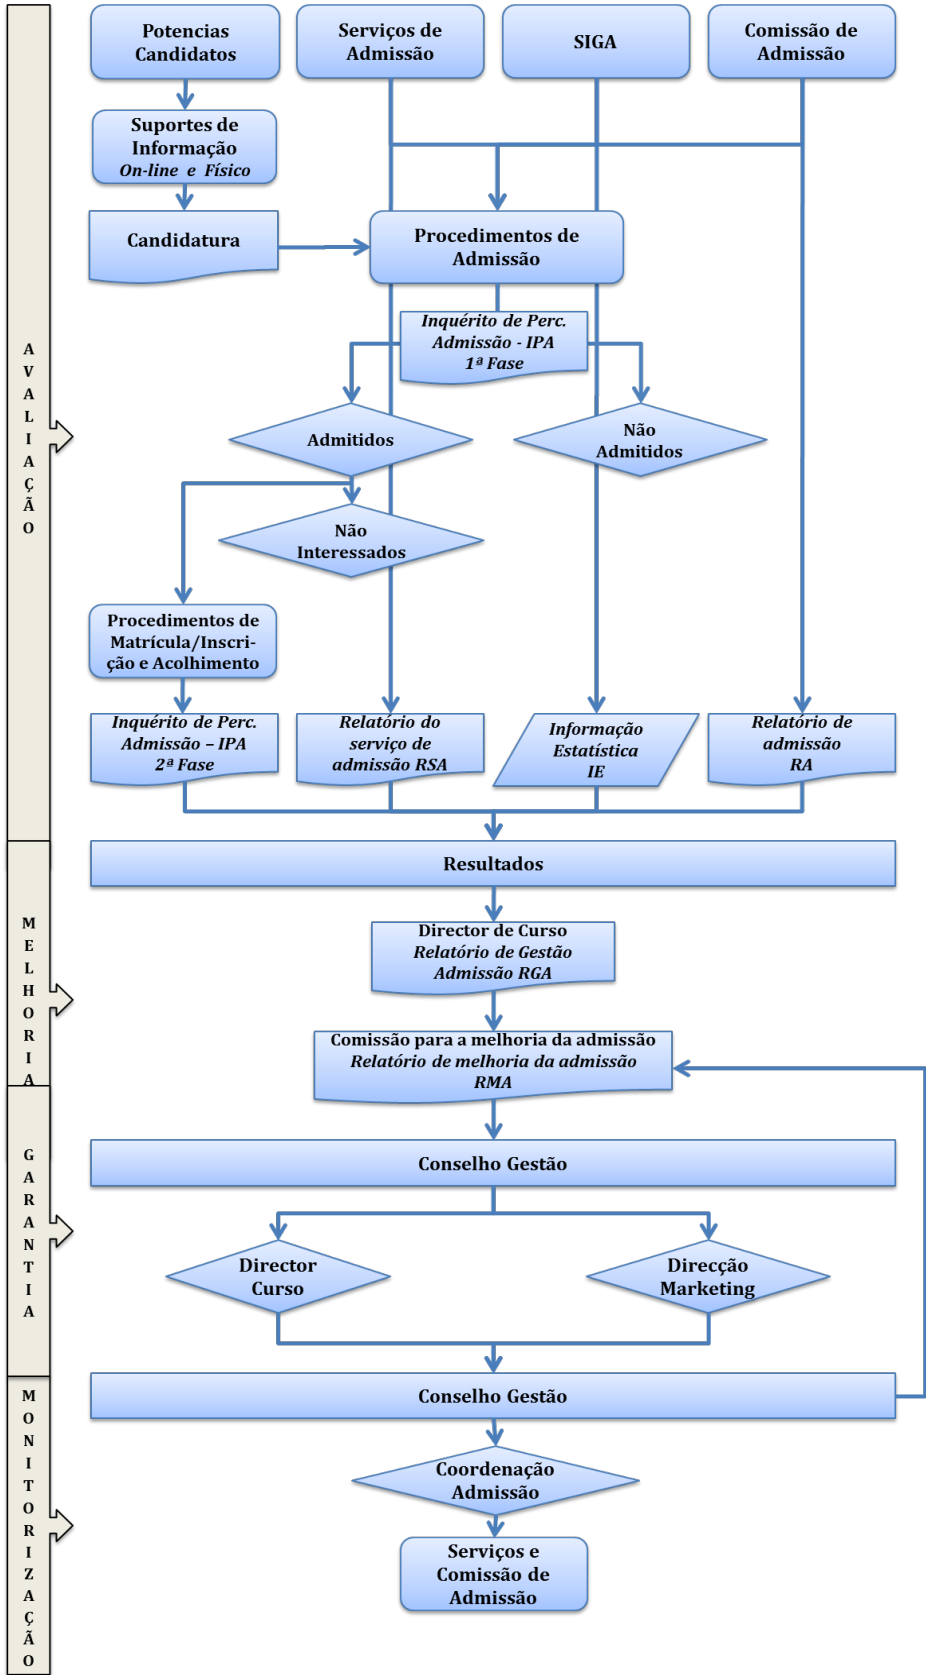 Potencias
Candidatos
Serviços de
Admissão
SIGA
Comissão de
Admissão
Suportes de
Informação
On-line e Físico
Candidatura
Procedimentos de
Admissão
Inquérito de Perc.
Admissão - IPA
1ª Fase
AVALIAÇÃO
Admitidos
Não
Admitidos
Não
Interessados
Procedimentos de
Matrícula/Inscri-
ção e Acolhimento
Inquérito de Perc.
Admissão – IPA
2ª Fase
Relatório do
serviço de
admissão RSA
Informação
Estatística
IE
Relatório de
admissão
RA
Resultados
MELHORIA
Director de Curso
Relatório de Gestão
Admissão RGA
Comissão para a melhoria da admissão
Relatório de melhoria da admissão
RMA
GARANTIA
Conselho Gestão
Director
Curso
Direcção
Marketing
MONITORIZAÇÃO
Conselho Gestão
Coordenação
Admissão
Serviços e
Comissão de
Admissão